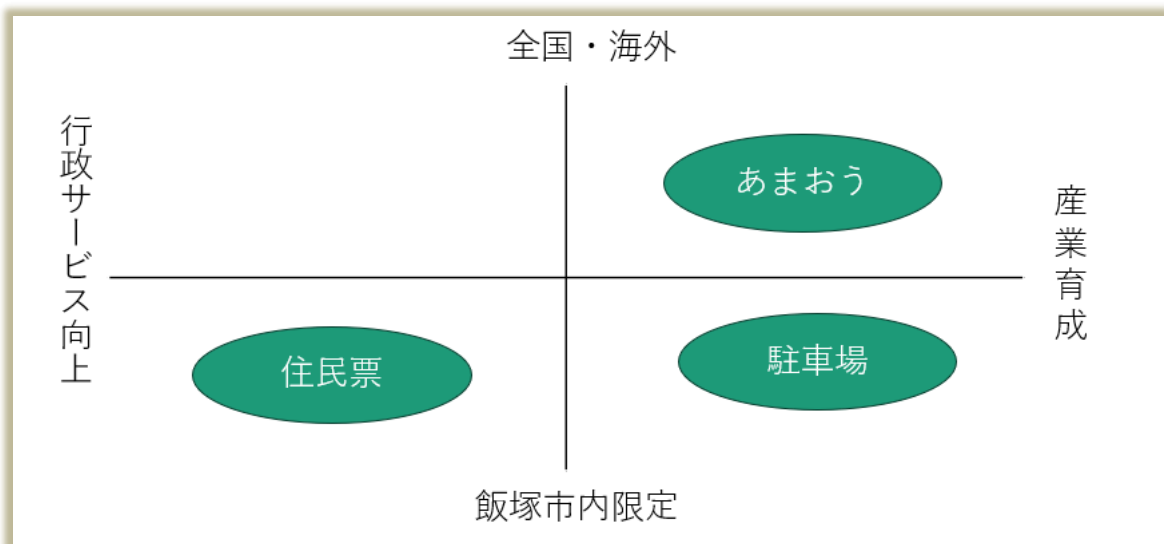 全国・海外
行政サービス向上
あまおう
産業育成
住民票
駐車場
飯塚市内限定